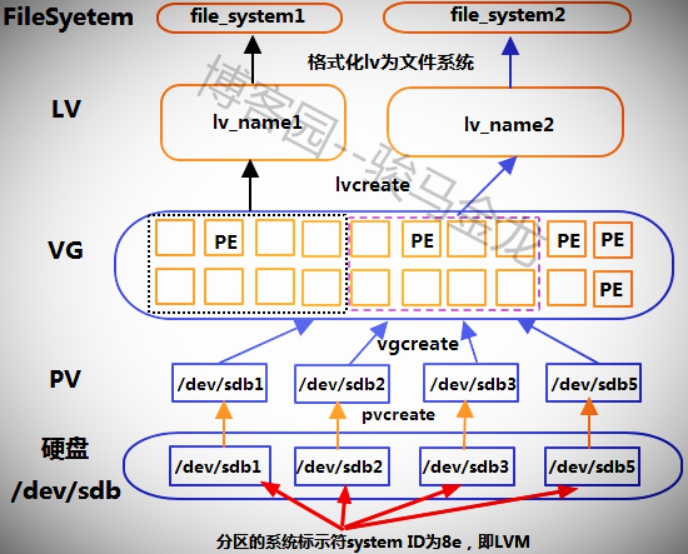 FileSyetem
file_system1
file_system2
格式化lv为文件系统
LV
lv_name1
lv_name2
博客园--骏马金龙
lvcreate
VG
PE
PE
PE
PE
PE
vgcreate
PV
/dev/sdb1
/dev/sdb2
/dev/sdb3
/dev/sdb5
pvcreate
硬盘
/dev/sdb
/dev/sdb1
/dev/sdb2
/dev/sdb3
/dev/sdb5
分区的系统标示符system ID为8e，即LVM